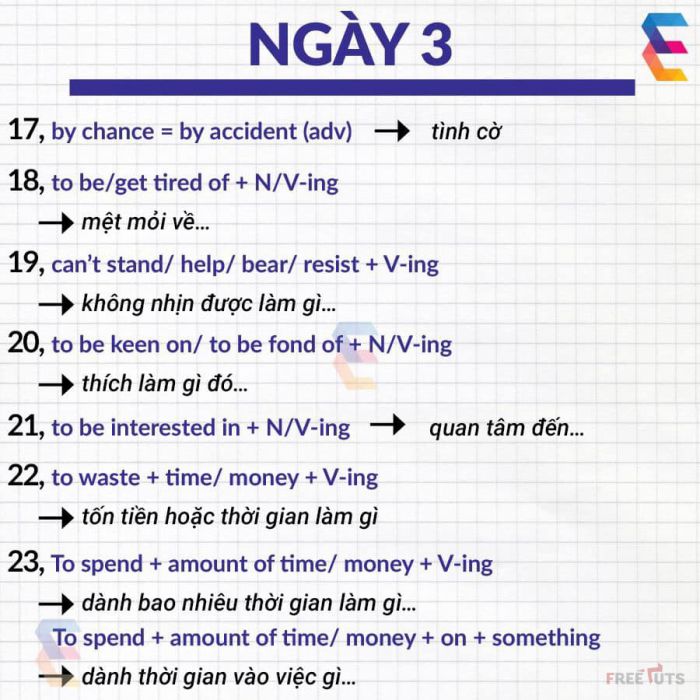 NGÀY 3
17, by chance = by accident (adv) → tình cờ
18, to be/get tired of + N/V-ing
→ mệt mỏi về...
19, can't stand/ help/ bear/ resist + V-ing
→ không nhịn được làm gì...
20, to be keen on/ to be fond of + N/V-ing
→ thích làm gì đó...
21, to be interested in + N/V-ing → quan tâm đến...
22, to waste + time/ money + V-ing
→ tốn tiền hoặc thời gian làm gì
23, To spend + amount of time/ money + V-ing
→ dành bao nhiêu thời gian làm gì...
To spend + amount of time/ money + on + something
→ dành thời gian vào việc gì...
FREETUTS